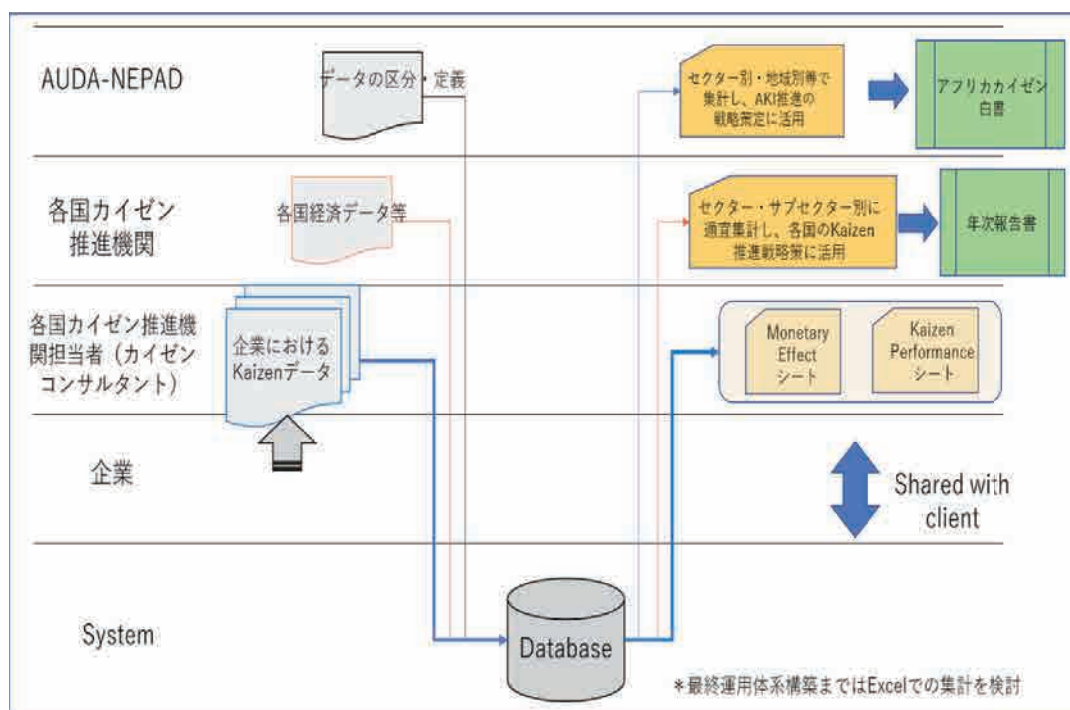 AUDA-NEPAD
データの区分・定義
セクター別・地域別等で
集計し、AKI推進の
戦略策定に活用
アフリカカイゼン
白書
各国カイゼン
推進機関
各国経済データ等
セクター・サブセクター別に
適宜集計し、各国のKaizen
推進戦略策に活用
年次報告書
各国カイゼン推進機
関担当者（カイゼン
コンサルタント）
企業における
Kaizenデータ
Monetary
Effect
シート
Kaizen
Performance
シート
企業
Shared with
client
System
Database
*最終運用体系構築まではExcelでの集計を検討